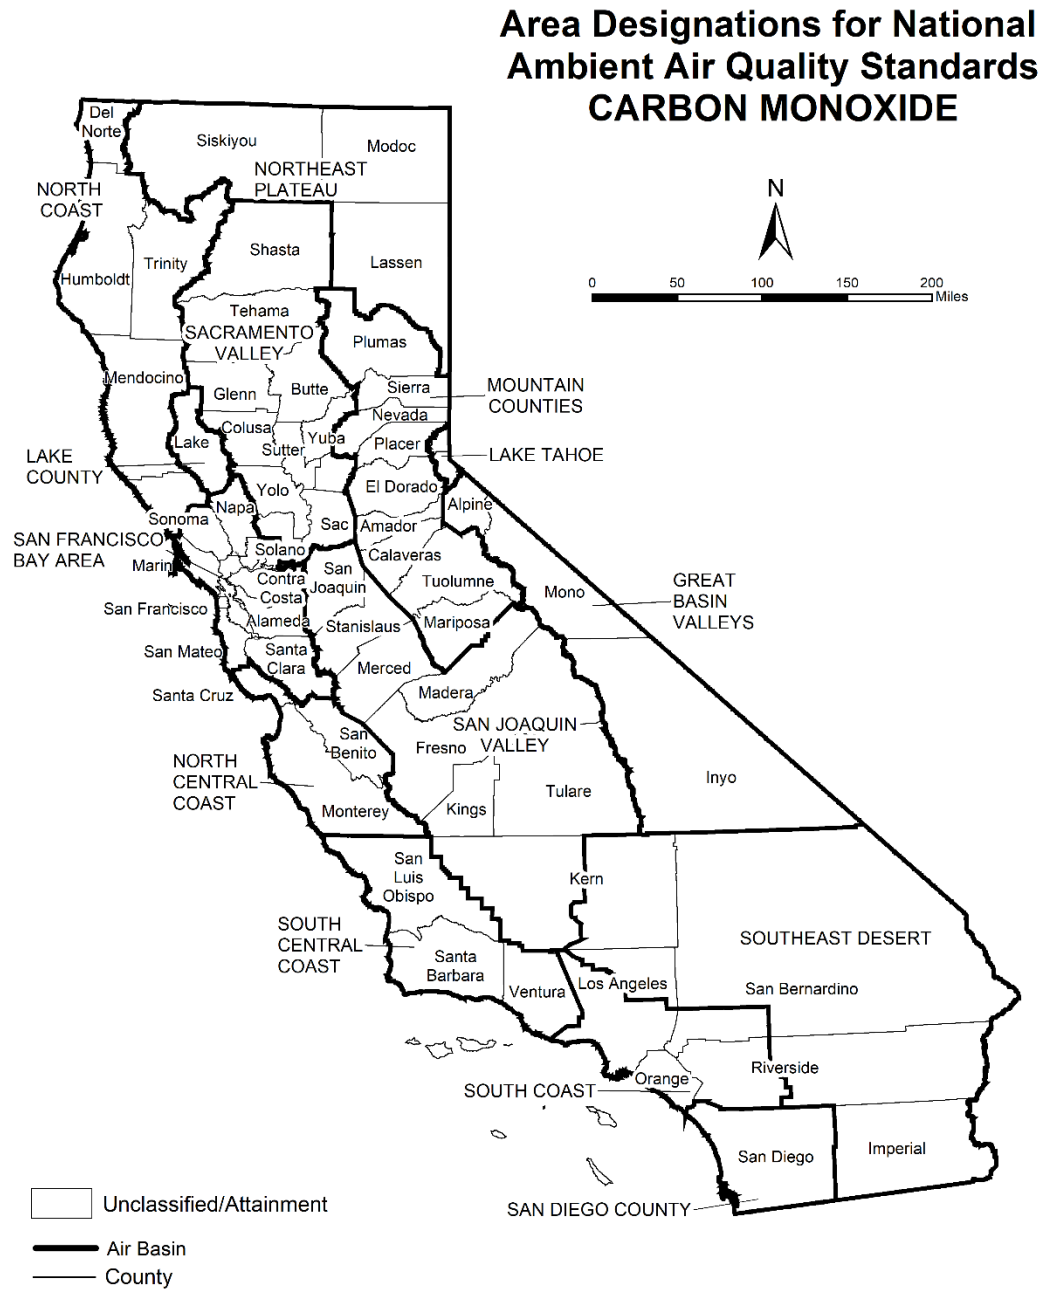 Area Designations for National
Ambient Air Quality Standards
CARBON MONOXIDE
Del
Norte
Siskiyou
Modoc
NORTHEAST
PLATEAU
NORTH
COAST
N
Shasta
Trinity
Lassen
Humboldt
0 50 100 150 200
Miles
Tehama
SACRAMENTO
VALLEY
Plumas
Mendocino
Glenn
Butte
Sierra
MOUNTAIN
COUNTIES
Nevada
Colusa
Yuba
Lake
Sutter
Placer
LAKE TAHOE
LAKE
COUNTY
Yolo
El Dorado
Napa
Alpine
Sonoma
Sac
Amador
SAN FRANCISCO
BAY AREA
Solano
Calaveras
Marin
San
Joaquin
Contra
Costa
Tuolumne
Mono
GREAT
BASIN
VALLEYS
San Francisco
Alameda
Stanislaus
Mariposa
San Mateo
Santa
Clara
Merced
Santa Cruz
Madera
SAN JOAQUIN
VALLEY
San
Benito
Fresno
NORTH
CENTRAL
COAST
Inyo
Tulare
Monterey
Kings
San
Luis
Obispo
Kern
SOUTH
CENTRAL
COAST
SOUTHEAST DESERT
Santa
Barbara
Ventura
Los Angeles
San Bernardino
Riverside
Orange
SOUTH COAST
San Diego
Imperial
SAN DIEGO COUNTY
Unclassified/Attainment
Air Basin
County